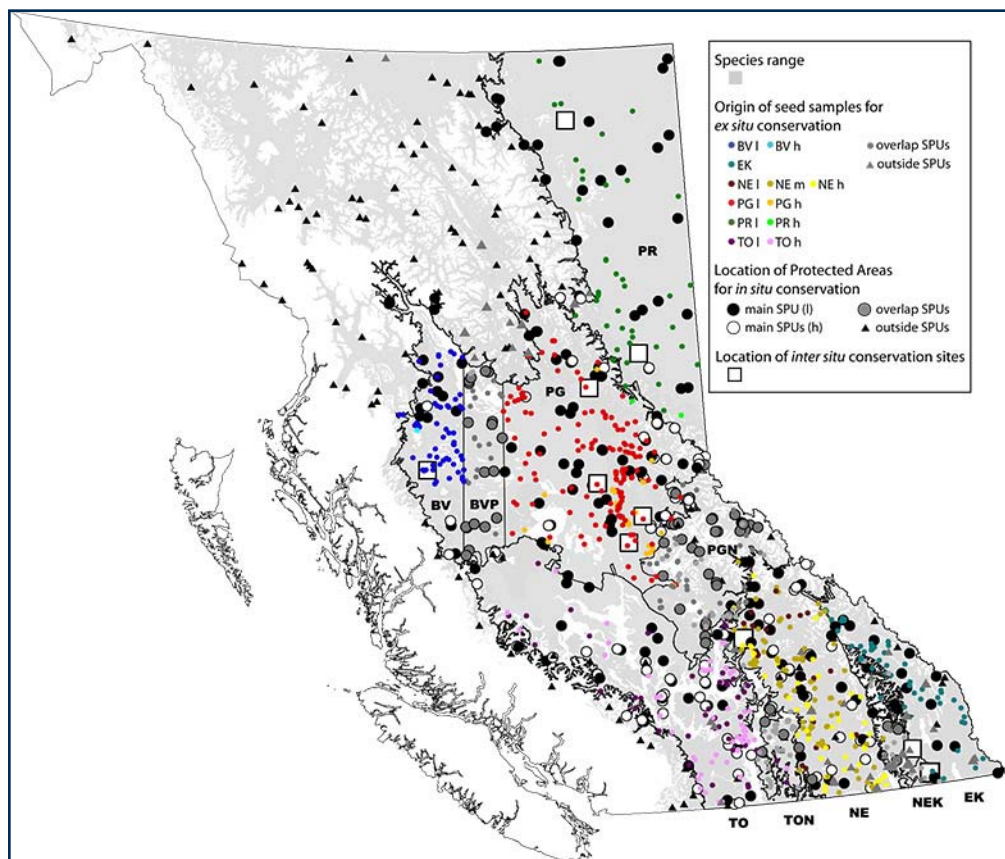 Species range
Origin of seed samples for
ex situ conservation
BV l BV h overlap SPUs
EK outside SPUs
NE l NE m NE h
PG l PG h
PR l PR h
TO l TO h
Location of Protected Areas
for in situ conservation
main SPU (l) overlap SPUs
main SPUs (h) outside SPUs
Location of inter situ conservation sites
PR
PG
BV BVP
PGN
TO TON NE NEK EK